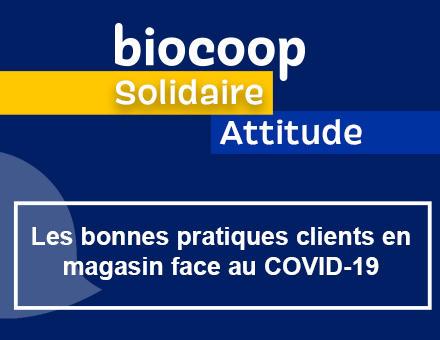 biocoop
Solidaire
Attitude
Les bonnes pratiques clients en
magasin face au COVID-19